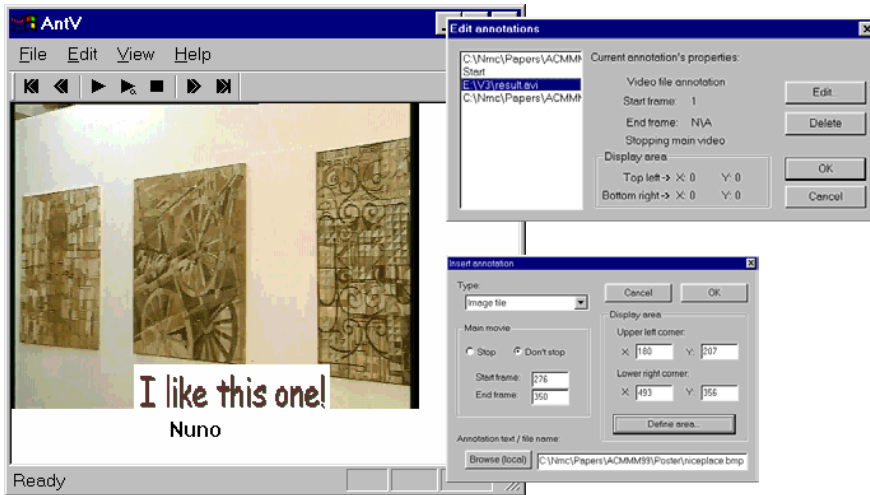 AntV
File Edit View Help
I like this one!
Nuno
Ready
Edit annotations
C:\Nmc\Papers\ACMMM
Start
E:\V3\result.avi
C:\Nmc\Papers\ACMMM
Current annotation's properties:
Video file annotation
Start frame: 1
End frame: N\A
Stopping main video
Display area
Top left-> X: 0 Y: 0
Bottom right-> X: 0 Y: 0
Edit...
Delete
OK
Cancel
Insert annotation
Type:
Image file
Cancel OK
Main movie
Stop Don't stop
Start frame: 276
End frame: 350
Display area
Upper left corner:
X: 180 Y: 207
Lower right corner:
X: 493 Y: 356
Define area...
Annotation text / file name:
Browse (local) C:\Nmc\Papers\ACMMM99\Poster\niceplace.bmp